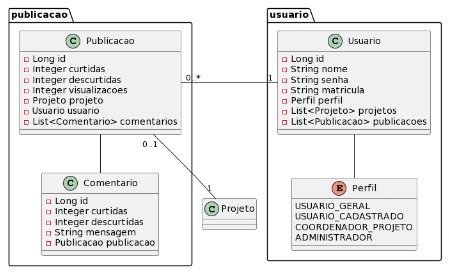 publicacao
C Publicacao
Long id
Integer curtidas
Integer descurtidas
Integer visualizacoes
Projeto projeto
Usuario usuario
List<Comentario> comentarios
0..*
1
0..1
1
C Comentario
Long id
Integer curtidas
Integer descurtidas
String mensagem
Publicacao publicacao
C Projeto
usuario
C Usuario
Long id
String nome
String senha
String matricula
Perfil perfil
List<Projeto> projetos
List<Publicacao> publicacoes
E Perfil
USUARIO_GERAL
USUARIO_CADASTRADO
COORDENADOR_PROJETO
ADMINISTRADOR